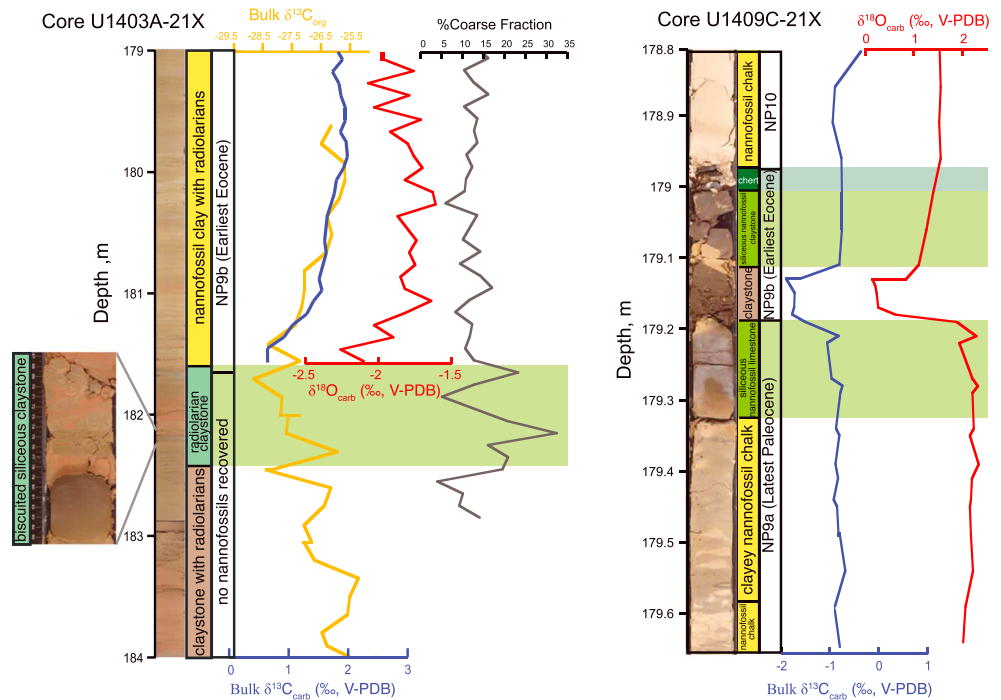 Core U1403A-21X
Bulk δ¹³Corg
-29.5 -28.5 -27.5 -26.5 -25.5
%Coarse Fraction
0 5 10 15 20 25 30 35
Depth ,m
179
180
181
182
183
184
nannofossil clay with radiolarians
radiolarian
claystone
claystone with radiolarians
NP9b (Earliest Eocene)
no nannofossils recovered
biscuited siliceous claystone
-2.5 -2 -1.5
δ¹⁸Ocarb (‰, V-PDB)
0 1 2 3
Bulk δ¹³Ccarb (‰, V-PDB)
Core U1409C-21X
δ¹⁸Ocarb (‰, V-PDB)
0 1 2
Depth, m
178.8
178.9
179
179.1
179.2
179.3
179.4
179.5
179.6
nannofossil chalk
chert
siliceous nannofossil
claystone
claystone
siliceous
nannofossil limestone
clayey nannofossil chalk
nannofossil
chalk
NP10
NP9b (Earliest Eocene)
NP9a (Latest Paleocene)
-2 -1 0 1
Bulk δ¹³Ccarb (‰, V-PDB)